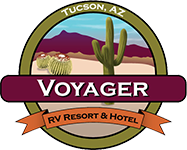 Tucson, AZ
Voyager
RV Resort & Hotel